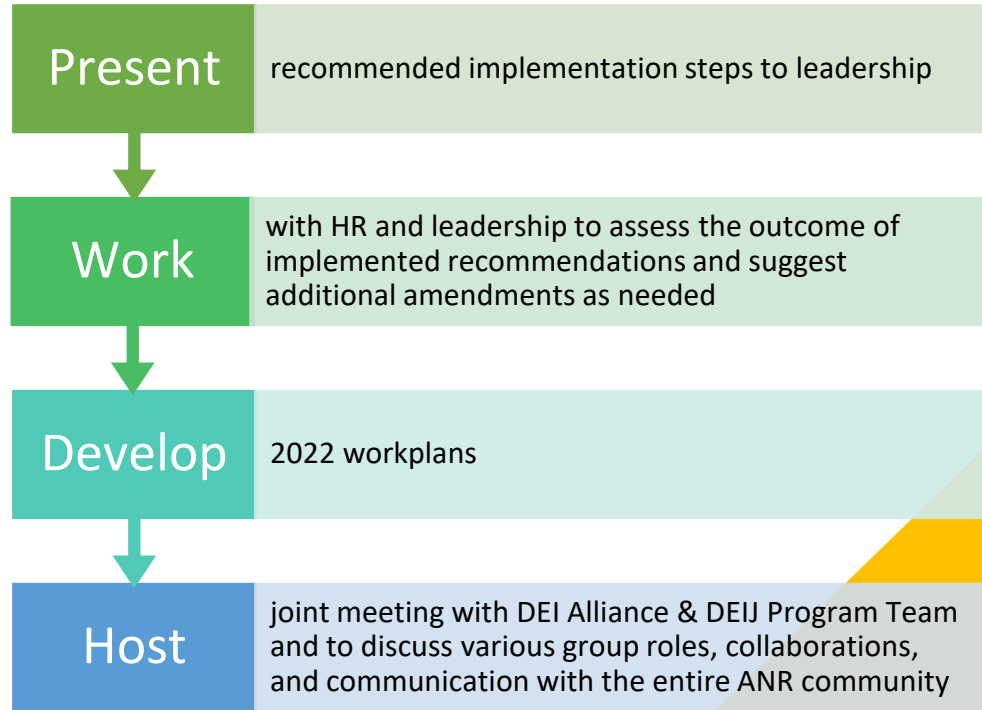 Present
recommended implementation steps to leadership
Work
with HR and leadership to assess the outcome of
implemented recommendations and suggest
additional amendments as needed
Develop
2022 workplans
Host
joint meeting with DEI Alliance & DEIJ Program Team
and to discuss various group roles, collaborations,
and communication with the entire ANR community